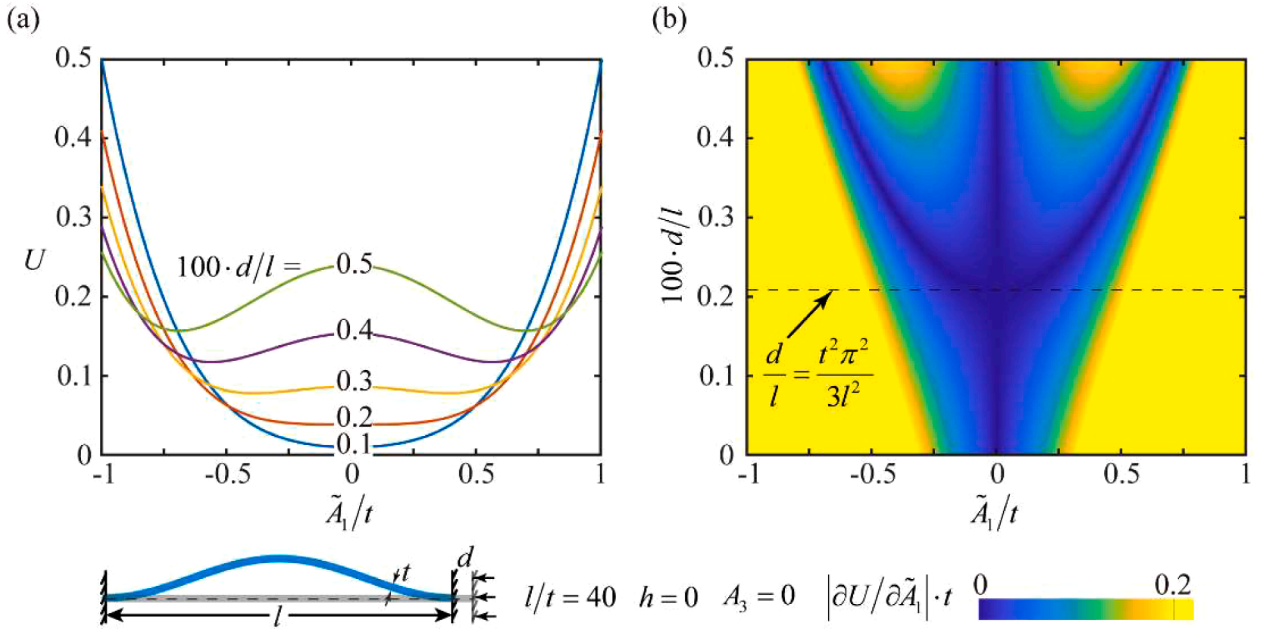 (a)
0.5
0.4
0.3
0.2
0.1
0
U
100·d/l =
0.5
0.4
0.3
0.2
0.1
-1
-0.5
0
0.5
1
Ã₁/t
(b)
0.5
0.4
0.3
0.2
0.1
0
100·d/l
d/l = t²π²/3l²
-1
-0.5
0
0.5
1
Ã₁/t
t
d
l
l/t = 40 h = 0 A₃ = 0 |∂U/∂Ã₁|·t
0
0.2